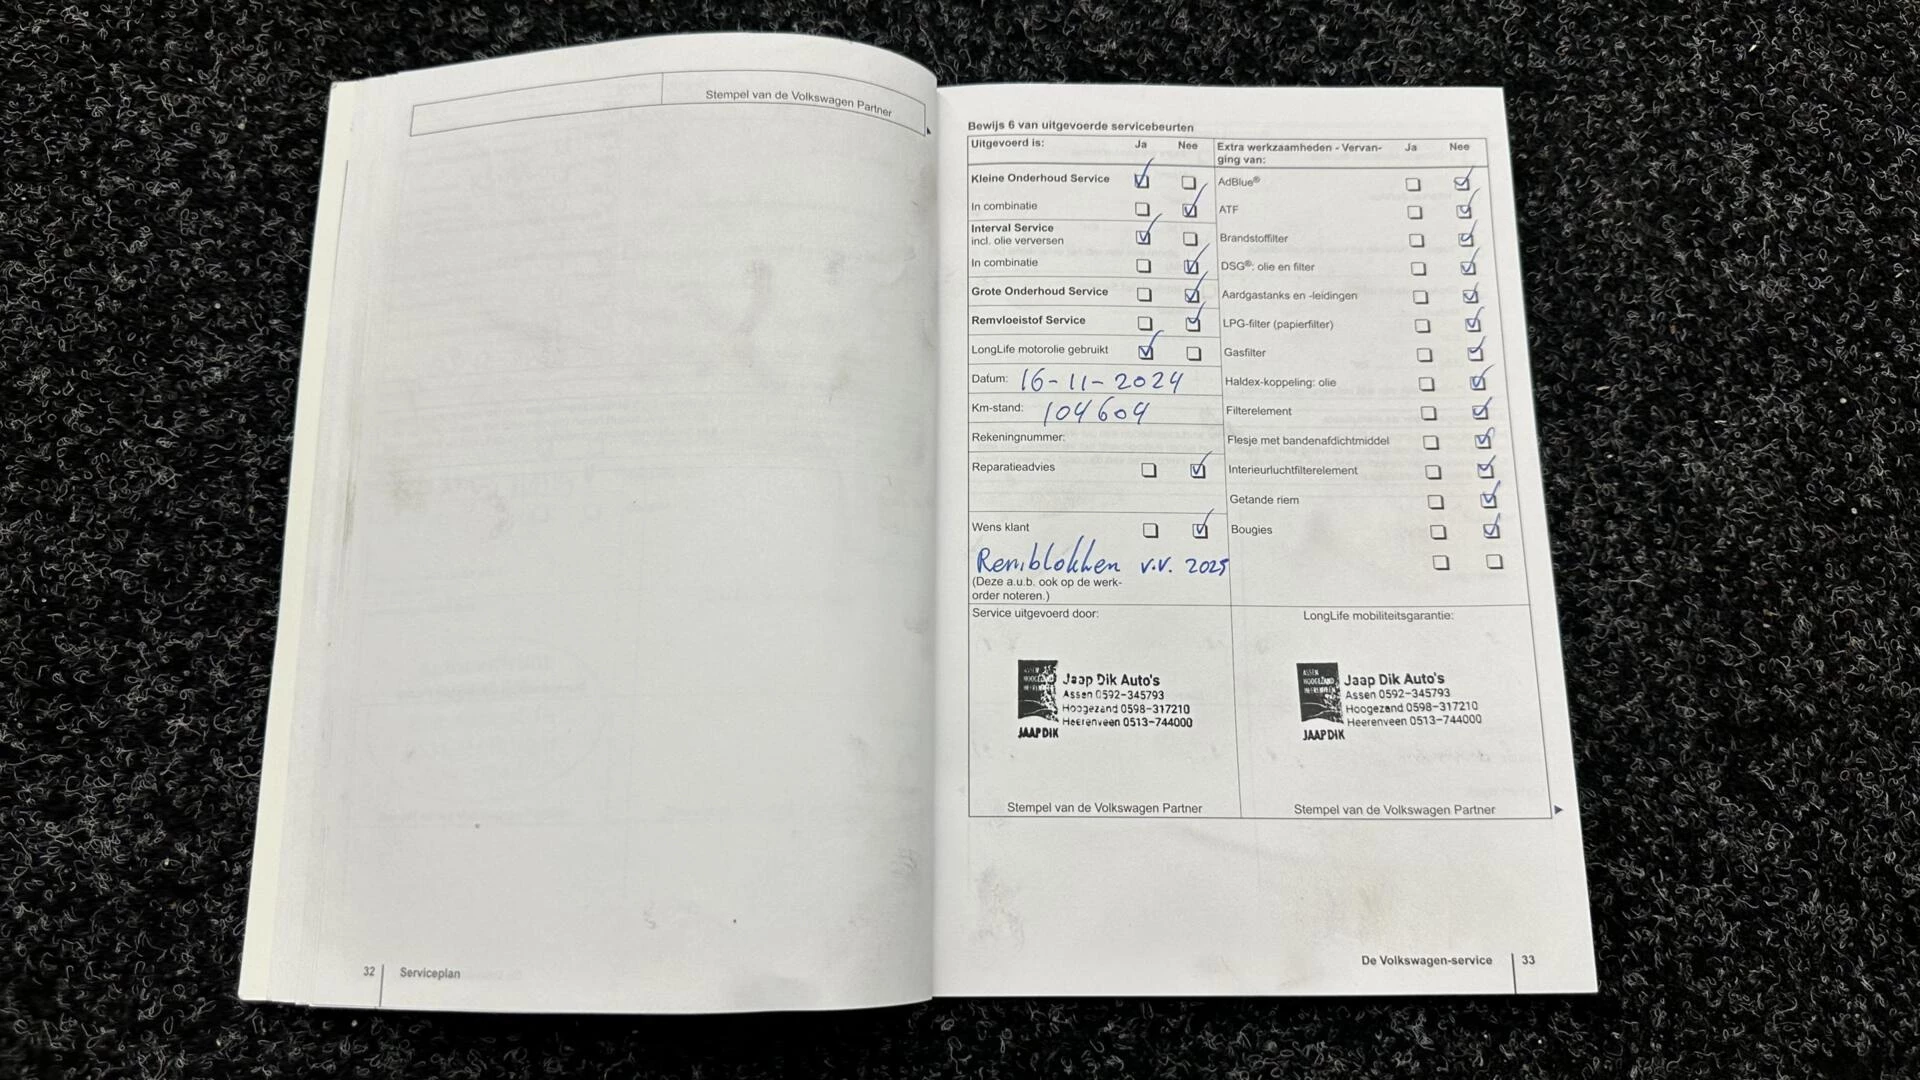 Stempel van de Volkswagen Partner
32 Serviceplan
Bewijs 6 van uitgevoerde servicebeurten
Uitgevoerd is: Ja Nee
Kleine Onderhoud Service
In combinatie
Interval Service
incl. olie verversen
In combinatie
Grote Onderhoud Service
Remvloeistof Service
LongLife motorolie gebruikt
Datum: 16-11-2024
Km-stand: 104604
Rekeningnummer:
Reparatieadvies
Wens klant
Remblokken v.v. 2025
(Deze a.u.b. ook op de werk-
order noteren.)
Extra werkzaamheden - Vervan- Ja Nee
ging van:
AdBlue®
ATF
Brandstoffilter
DSG®: olie en filter
Aardgastanks en -leidingen
LPG-filter (papierfilter)
Gasfilter
Haldex-koppeling: olie
Filterelement
Flesje met bandenafdichtmiddel
Interieurluchtfilterelement
Getande riem
Bougies
Service uitgevoerd door:
Jaap Dik Auto's
Assen 0592-345793
Hoogezand 0598-317210
Heerenveen 0513-744000
JAAP DIK
Stempel van de Volkswagen Partner
LongLife mobiliteitsgarantie:
ASSEN
HOOGEZAND
HEERENVEEN
Jaap Dik Auto's
Assen 0592-345793
Hoogezand 0598-317210
Heerenveen 0513-744000
JAAP DIK
Stempel van de Volkswagen Partner
De Volkswagen-service 33